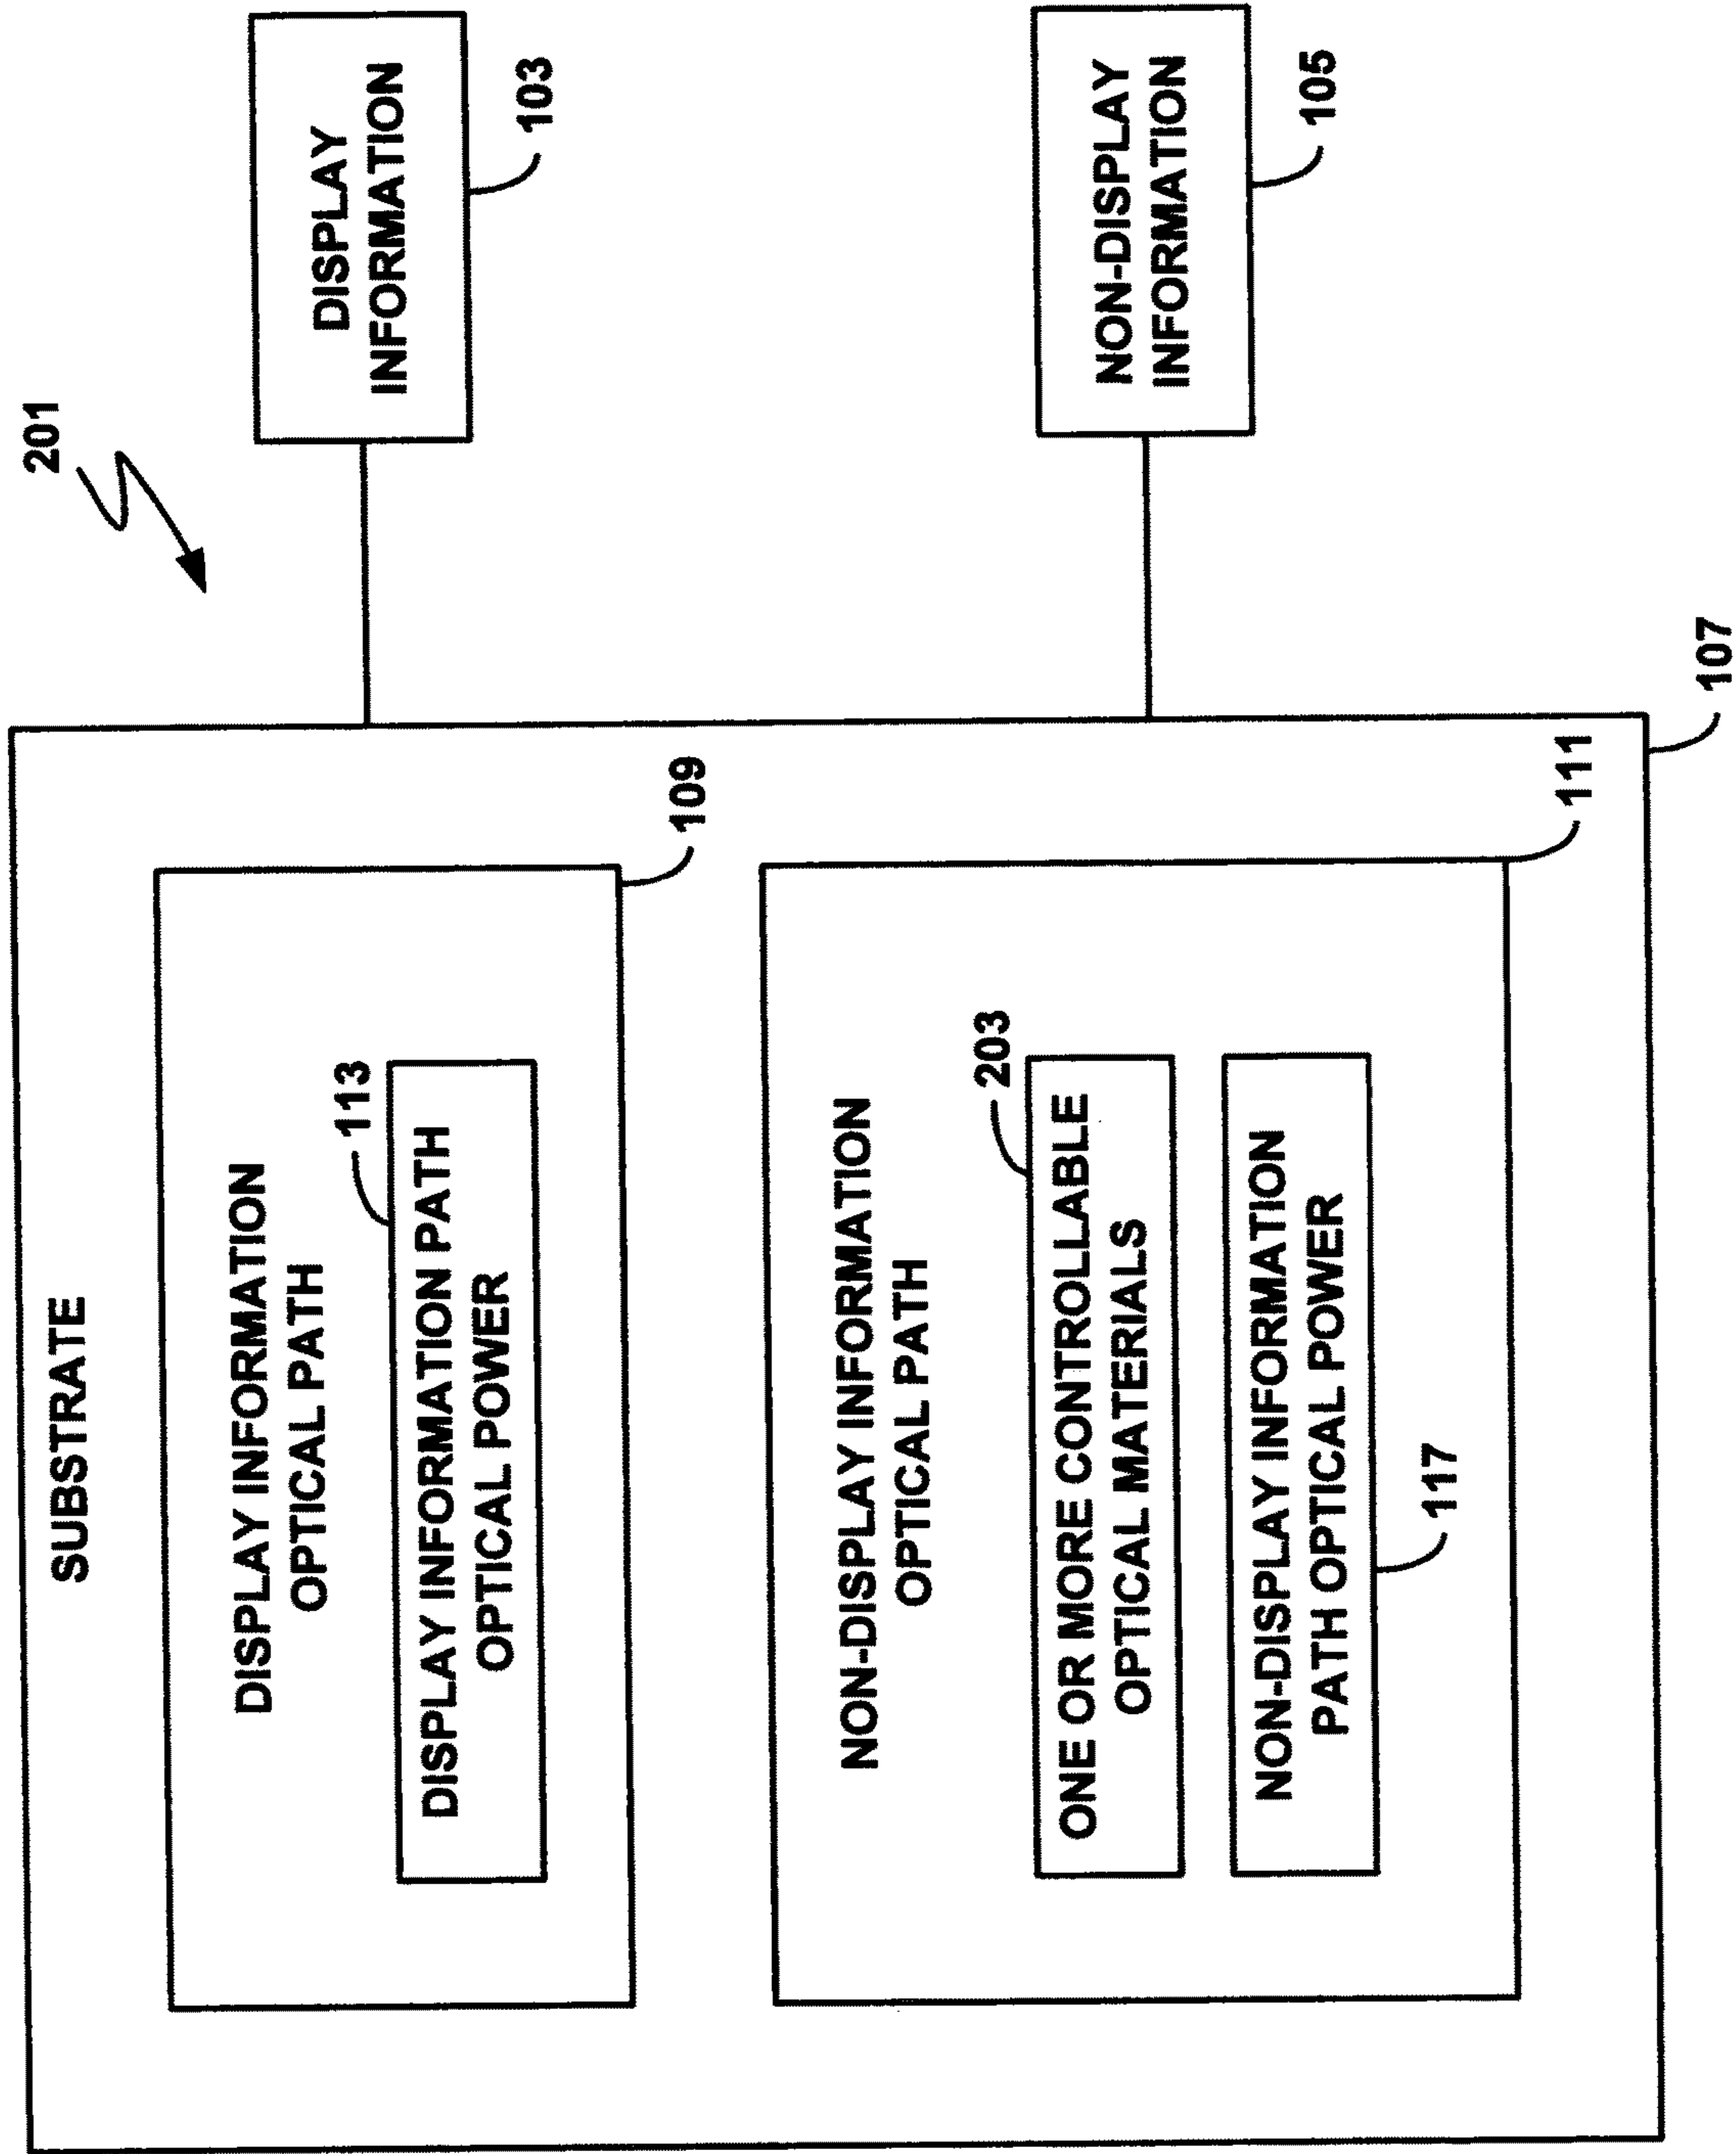 201
SUBSTRATE
DISPLAY INFORMATION
OPTICAL PATH
113
DISPLAY INFORMATION PATH
OPTICAL POWER
109
DISPLAY
INFORMATION
103
NON-DISPLAY INFORMATION
OPTICAL PATH
203
ONE OR MORE CONTROLLABLE
OPTICAL MATERIALS
NON-DISPLAY INFORMATION
PATH OPTICAL POWER
117
111
107
NON-DISPLAY
INFORMATION
105